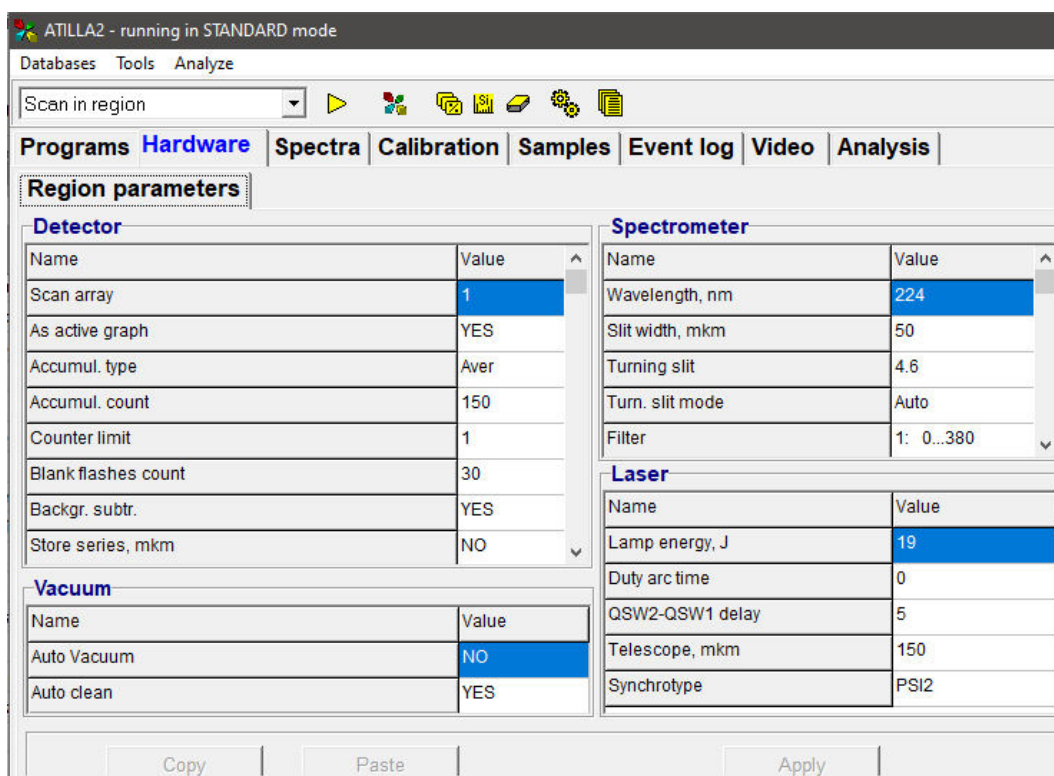 ATILLA2 - running in STANDARD mode
Databases Tools Analyze
Scan in region
Programs Hardware Spectra Calibration Samples Event log Video Analysis
Region parameters
Detector
Name Value
Scan array 1
As active graph YES
Accumul. type Aver
Accumul. count 150
Counter limit 1
Blank flashes count 30
Backgr. subtr. YES
Store series, mkm NO
Vacuum
Name Value
Auto Vacuum NO
Auto clean YES
Spectrometer
Name Value
Wavelength, nm 224
Slit width, mkm 50
Turning slit 4.6
Turn. slit mode Auto
Filter 1: 0...380
Laser
Name Value
Lamp energy, J 19
Duty arc time 0
QSW2-QSW1 delay 5
Telescope, mkm 150
Synchrotype PSI2
Copy Paste Apply